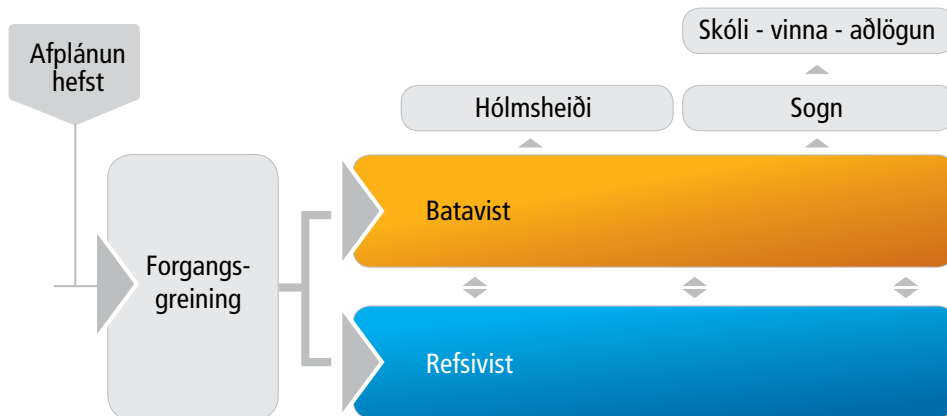 Afplánun
hefst
Skóli - vinna - aðlögun
Hólmsheiði
Sogn
Batavist
Forgangs-
greining
Refsivist